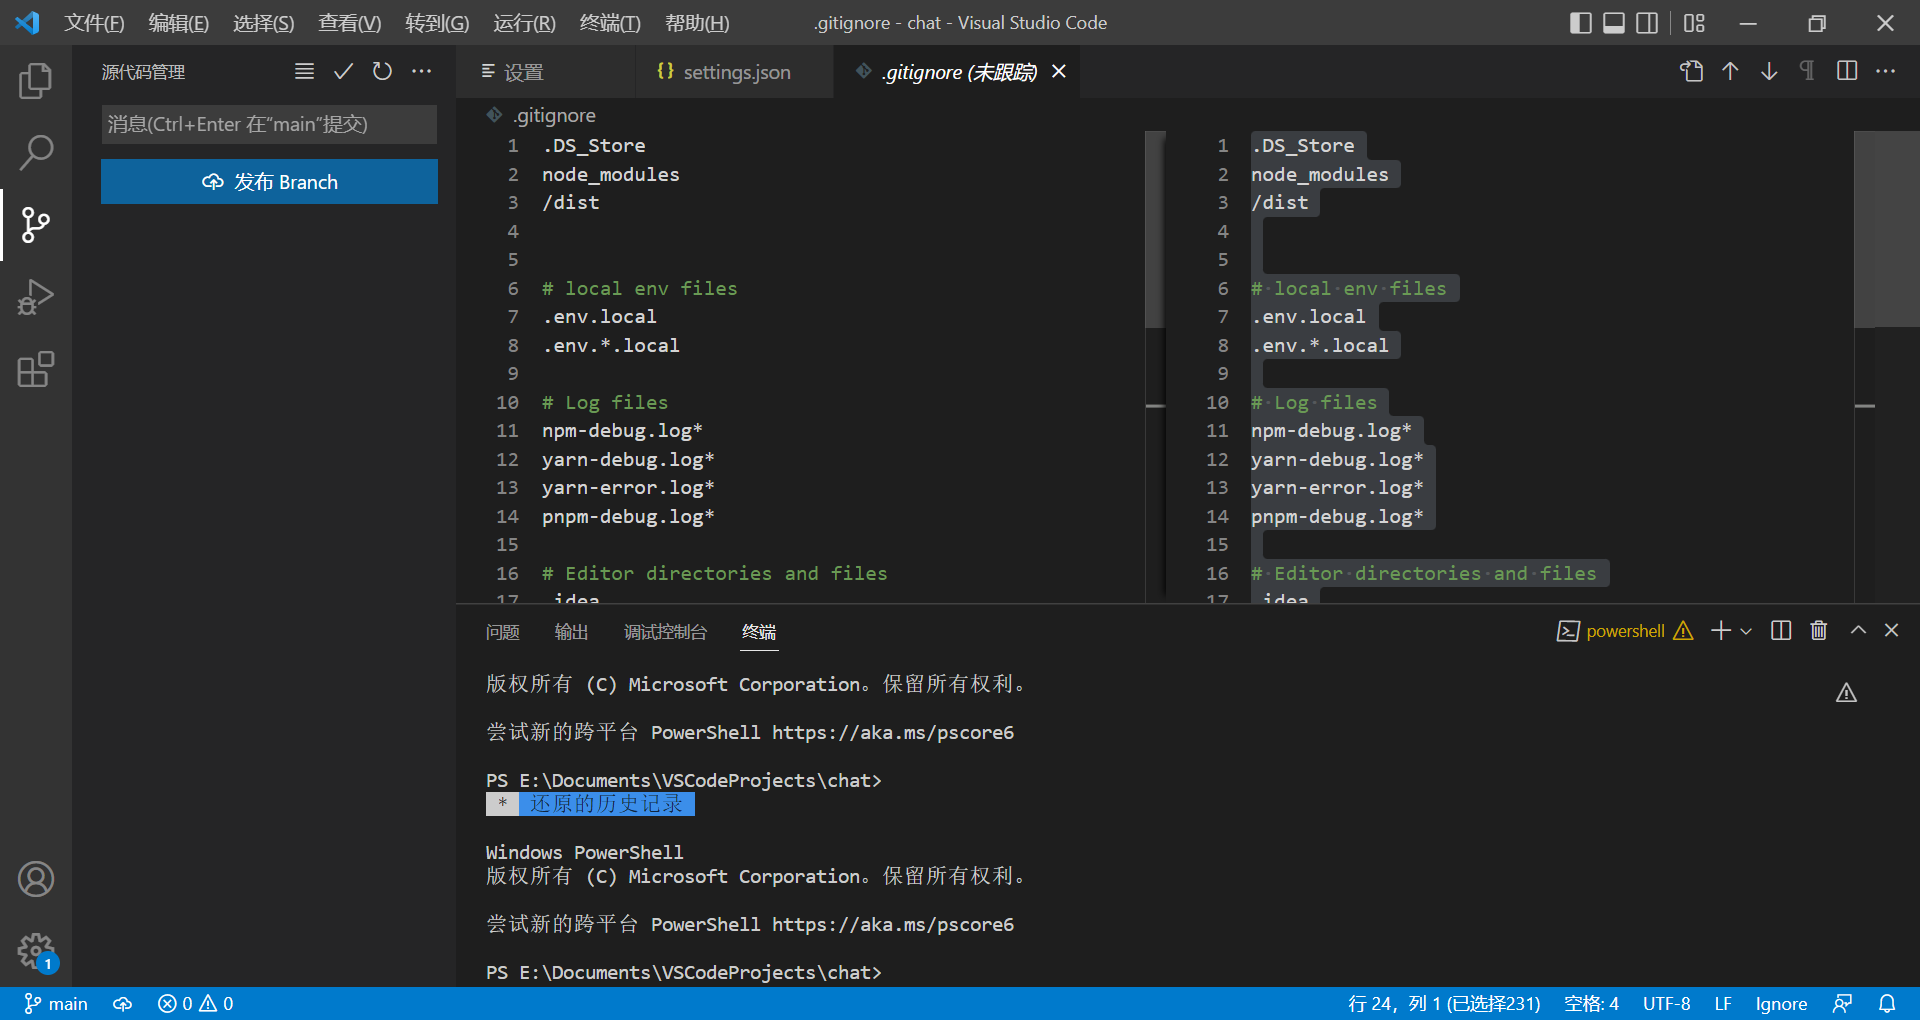 文件(F) 编辑(E) 选择(S) 查看(V) 转到(G) 运行(R) 终端(T) 帮助(H) .gitignore - chat - Visual Studio Code
源代码管理
消息(Ctrl+Enter 在"main"提交)
发布 Branch
设置 {} settings.json .gitignore (未跟踪)
.gitignore
1 .DS_Store
2 node_modules
3 /dist
4
5
6 # local env files
7 .env.local
8 .env.*.local
9
10 # Log files
11 npm-debug.log*
12 yarn-debug.log*
13 yarn-error.log*
14 pnpm-debug.log*
15
16 # Editor directories and files
17 .idea
1 .DS_Store
2 node_modules
3 /dist
4
5
6 #·local·env·files
7 .env.local
8 .env.*.local
9
10 #·Log·files
11 npm-debug.log*
12 yarn-debug.log*
13 yarn-error.log*
14 pnpm-debug.log*
15
16 #·Editor·directories·and·files
17 .idea
问题 输出 调试控制台 终端 powershell
版权所有 (C) Microsoft Corporation。保留所有权利。
尝试新的跨平台 PowerShell https://aka.ms/pscore6
PS E:\Documents\VSCodeProjects\chat>
* 还原的历史记录
Windows PowerShell
版权所有 (C) Microsoft Corporation。保留所有权利。
尝试新的跨平台 PowerShell https://aka.ms/pscore6
PS E:\Documents\VSCodeProjects\chat>
1
main 0 0 行 24，列 1 (已选择231) 空格: 4 UTF-8 LF Ignore